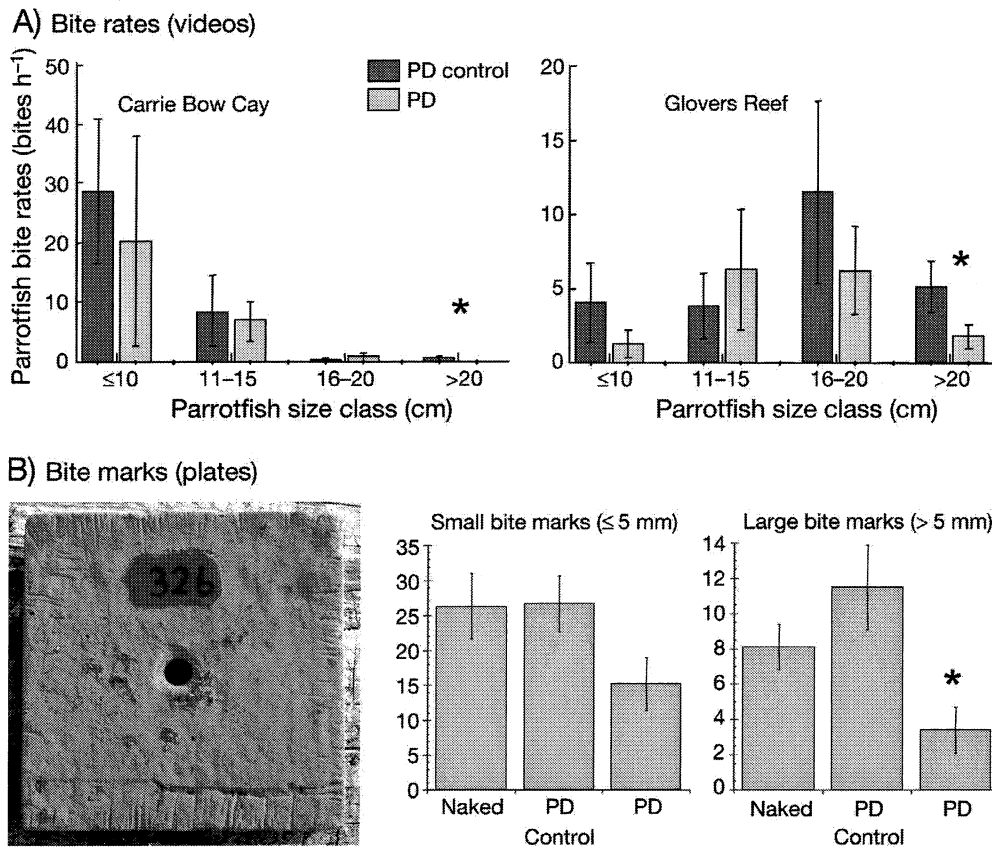 A) Bite rates (videos)
Parrotfish bite rates (bites h⁻¹)
50
40
30
20
10
0
Carrie Bow Cay
PD control
PD
*
≤10 11–15 16–20 >20
Parrotfish size class (cm)
20
15
10
5
0
Glovers Reef
*
≤10 11–15 16–20 >20
Parrotfish size class (cm)
B) Bite marks (plates)
326
Small bite marks (≤ 5 mm)
35
30
25
20
15
10
5
0
Naked PD PD
Control
Large bite marks (> 5 mm)
14
12
10
8
6
4
2
0
*
Naked PD PD
Control